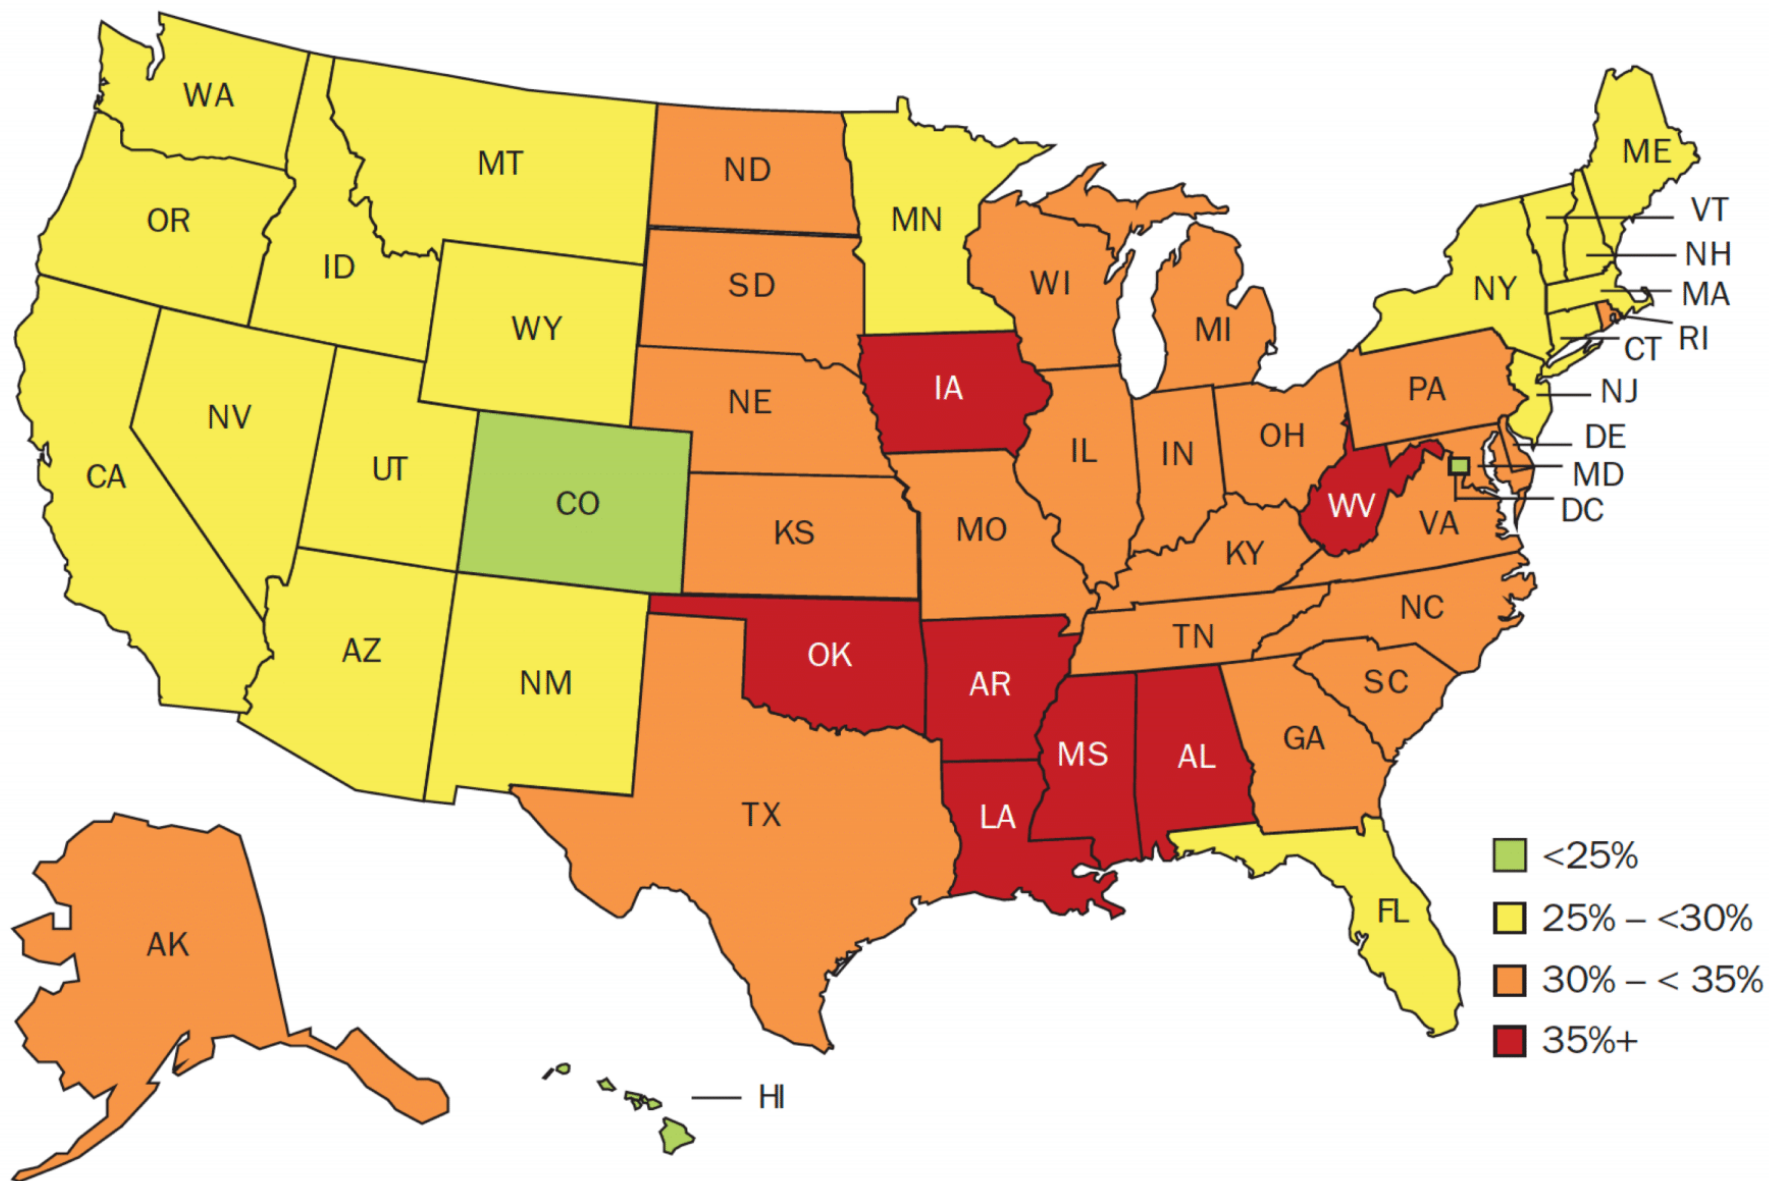 WA
MT
ND
MN
ME
OR
ID
SD
WI
VT
NH
NY
MA
WY
MI
RI
CT
NE
IA
PA
NJ
NV
UT
CO
CA
IL
IN
OH
DE
MD
DC
KS
MO
WV
VA
KY
NC
AZ
NM
OK
AR
TN
SC
MS
AL
GA
TX
LA
FL
AK
HI
<25%
25% – <30%
30% – < 35%
35%+